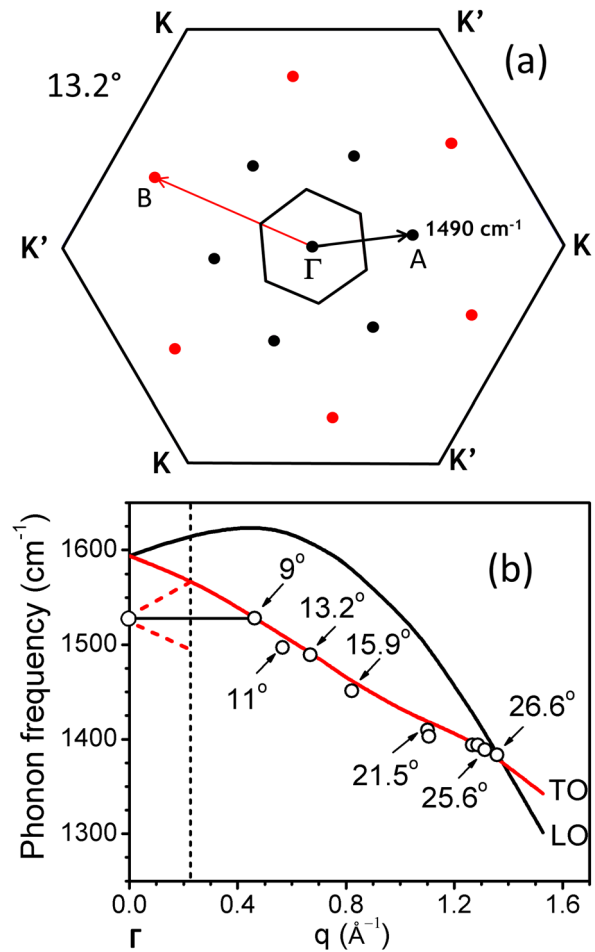 K K’
(a)
13.2°
B
1490 cm⁻¹
K’ Γ A K
K K’
Phonon frequency (cm⁻¹)
1600
1500
1400
1300
(b)
9°
13.2°
15.9°
11°
26.6°
21.5°
25.6°
TO
LO
0.0 0.4 0.8 1.2 1.6
Γ q (Å⁻¹)